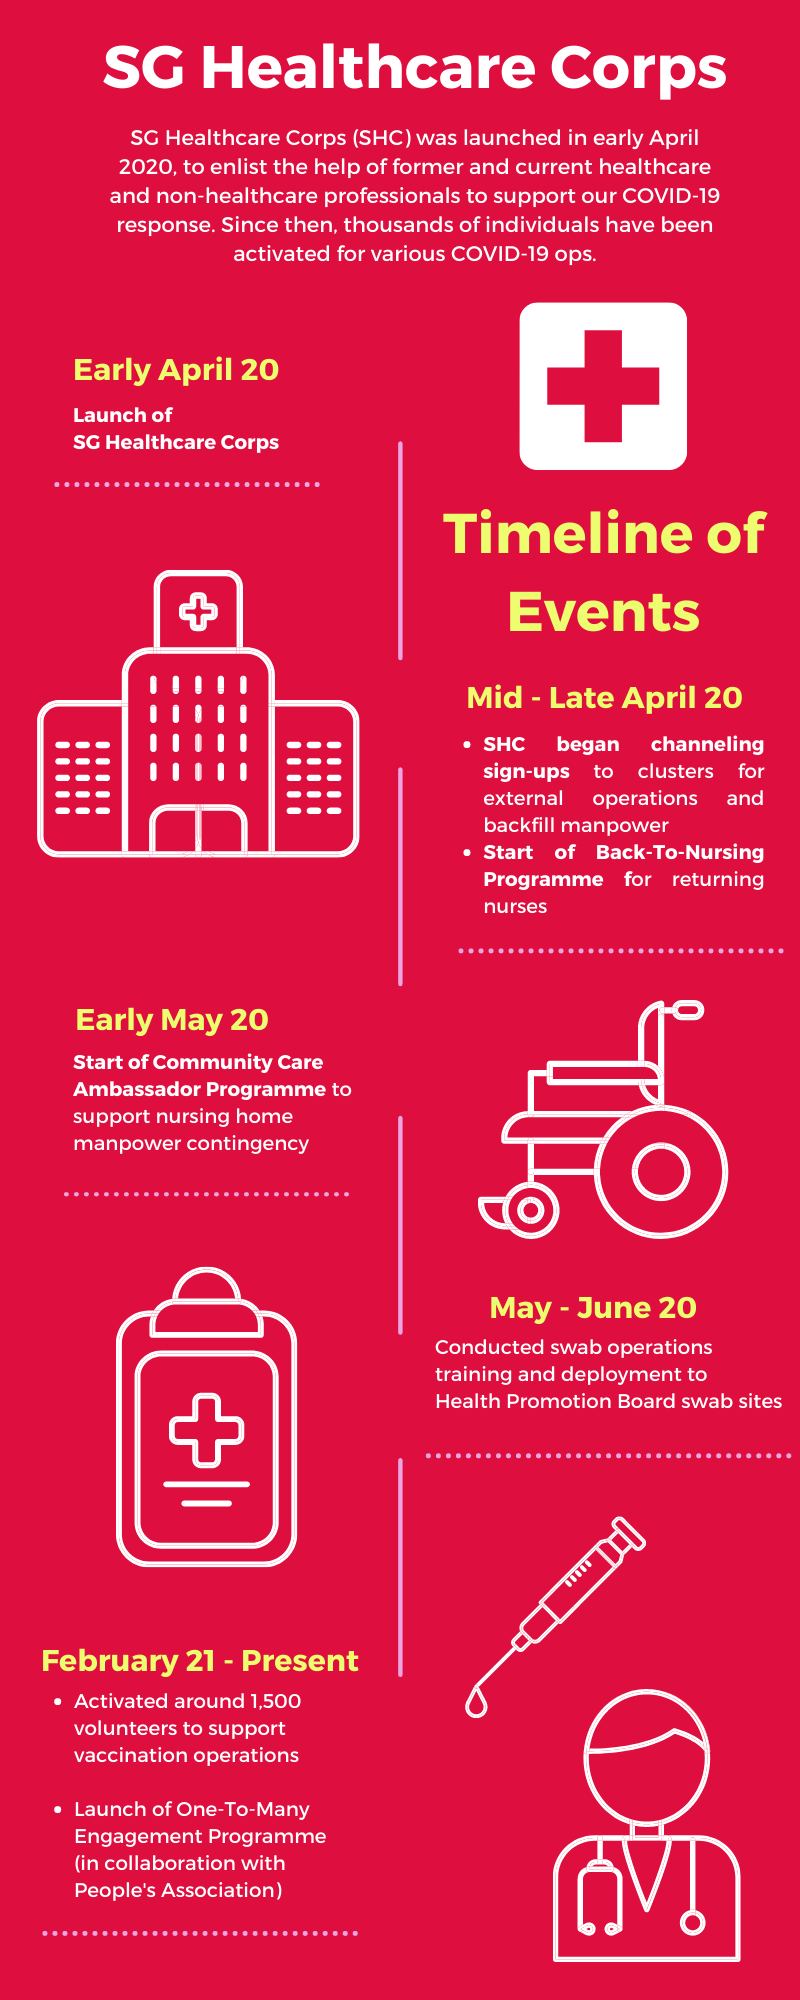 SG Healthcare Corps
SG Healthcare Corps (SHC) was launched in early April
2020, to enlist the help of former and current healthcare
and non-healthcare professionals to support our COVID-19
response. Since then, thousands of individuals have been
activated for various COVID-19 ops.
Early April 20
Launch of
SG Healthcare Corps
Timeline of
Events
Mid - Late April 20
• SHC began channeling
sign-ups to clusters for
external operations and
backfill manpower
• Start of Back-To-Nursing
Programme for returning
nurses
Early May 20
Start of Community Care
Ambassador Programme to
support nursing home
manpower contingency
May - June 20
Conducted swab operations
training and deployment to
Health Promotion Board swab sites
February 21 - Present
• Activated around 1,500
volunteers to support
vaccination operations
• Launch of One-To-Many
Engagement Programme
(in collaboration with
People's Association)